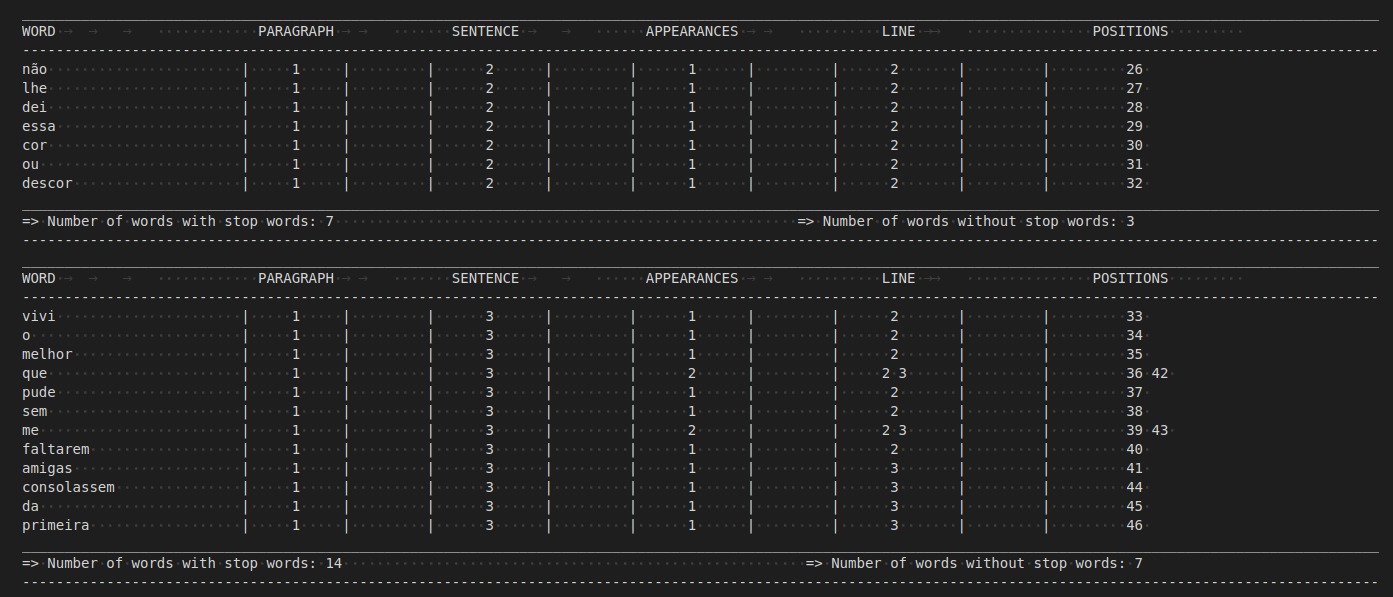 WORD PARAGRAPH SENTENCE APPEARANCES LINE POSITIONS
não | 1 | | 2 | | 1 | | 2 | | 26
lhe | 1 | | 2 | | 1 | | 2 | | 27
dei | 1 | | 2 | | 1 | | 2 | | 28
essa | 1 | | 2 | | 1 | | 2 | | 29
cor | 1 | | 2 | | 1 | | 2 | | 30
ou | 1 | | 2 | | 1 | | 2 | | 31
descor | 1 | | 2 | | 1 | | 2 | | 32
=> Number of words with stop words: 7 => Number of words without stop words: 3
WORD PARAGRAPH SENTENCE APPEARANCES LINE POSITIONS
vivi | 1 | | 3 | | 1 | | 2 | | 33
o | 1 | | 3 | | 1 | | 2 | | 34
melhor | 1 | | 3 | | 1 | | 2 | | 35
que | 1 | | 3 | | 2 | | 2 3 | | 36 42
pude | 1 | | 3 | | 1 | | 2 | | 37
sem | 1 | | 3 | | 1 | | 2 | | 38
me | 1 | | 3 | | 2 | | 2 3 | | 39 43
faltarem | 1 | | 3 | | 1 | | 2 | | 40
amigas | 1 | | 3 | | 1 | | 3 | | 41
consolassem | 1 | | 3 | | 1 | | 3 | | 44
da | 1 | | 3 | | 1 | | 3 | | 45
primeira | 1 | | 3 | | 1 | | 3 | | 46
=> Number of words with stop words: 14 => Number of words without stop words: 7